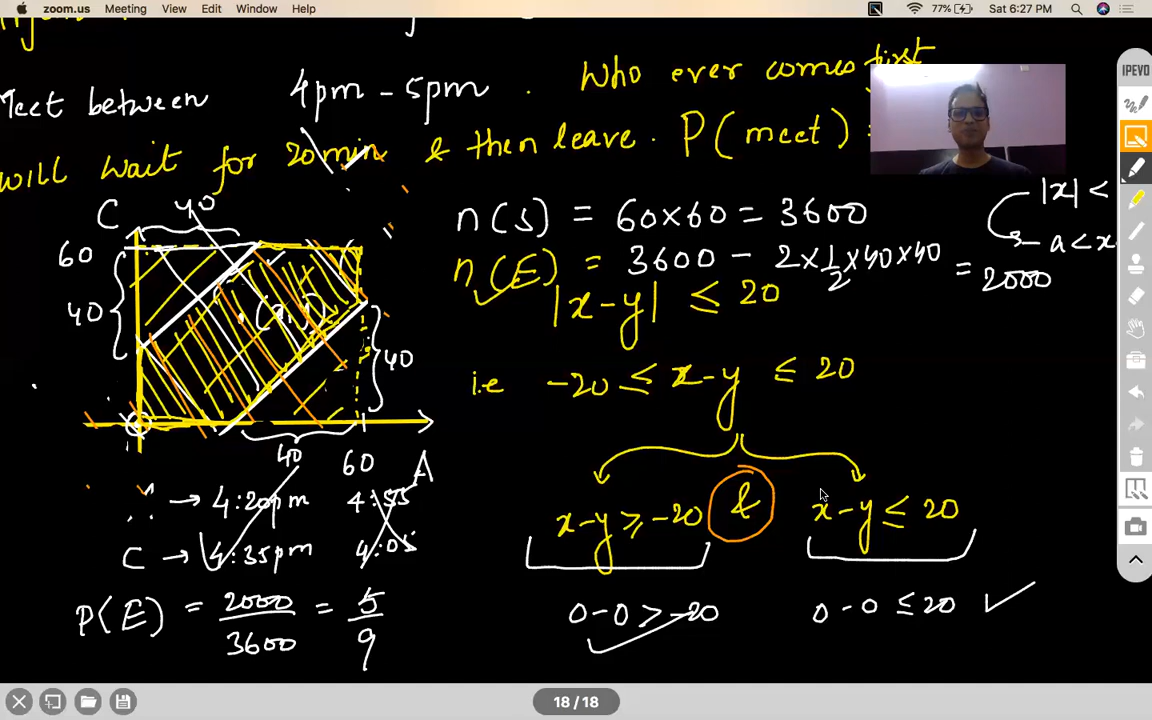 zoom.us Meeting View Edit Window Help 77% Sat 6:27 PM
IPEVO
Meet between 4pm - 5pm . Who ever comes first
will wait for 20 min & then leave. P(meet) =
C 40
60
40
40
40 60 A
n(S) = 60×60 = 3600
|x| <
a < x
n(E) = 3600 - 2×1/2×40×40 = 2000
|x-y| ≤ 20
i.e -20 ≤ x-y ≤ 20
x-y ≥ -20 & x-y ≤ 20
→ 4:20pm 4:55
C → 4:35pm 4:05
0-0 > -20 0-0 ≤ 20
P(E) = 2000/3600 = 5/9
18 / 18